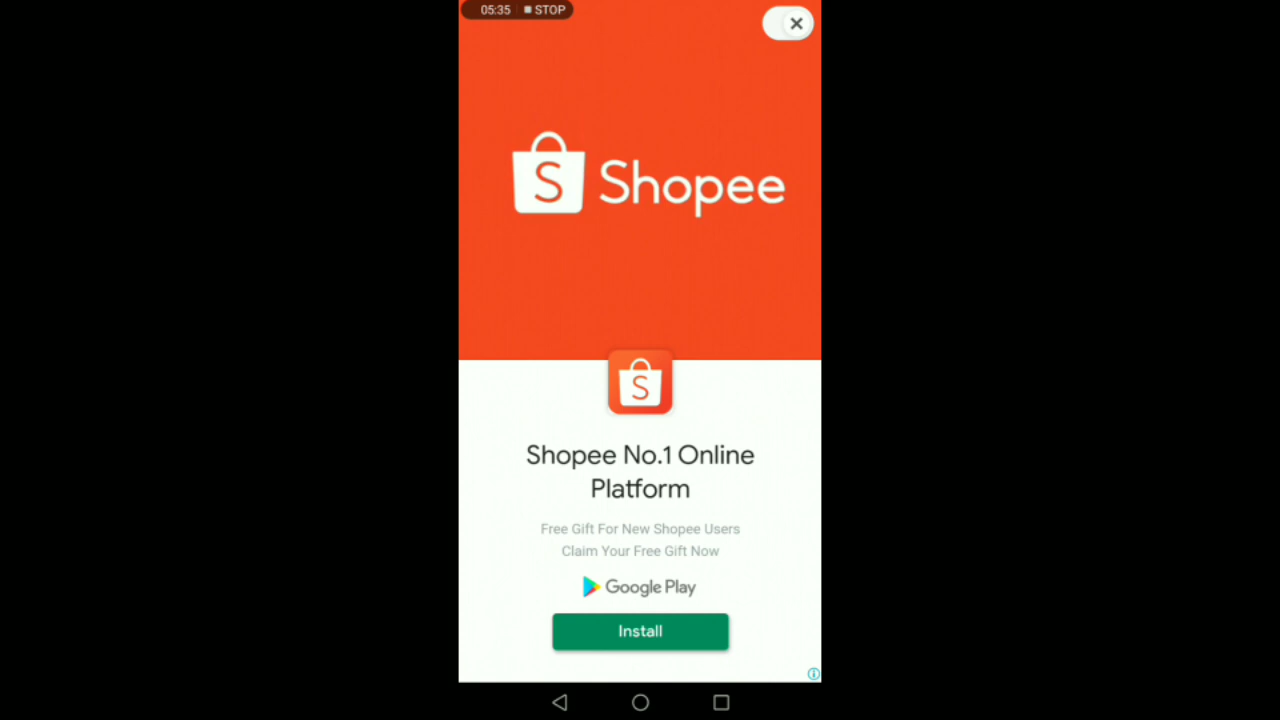 05:35 STOP
S Shopee
S
Shopee No.1 Online
Platform
Free Gift For New Shopee Users
Claim Your Free Gift Now
Google Play
Install